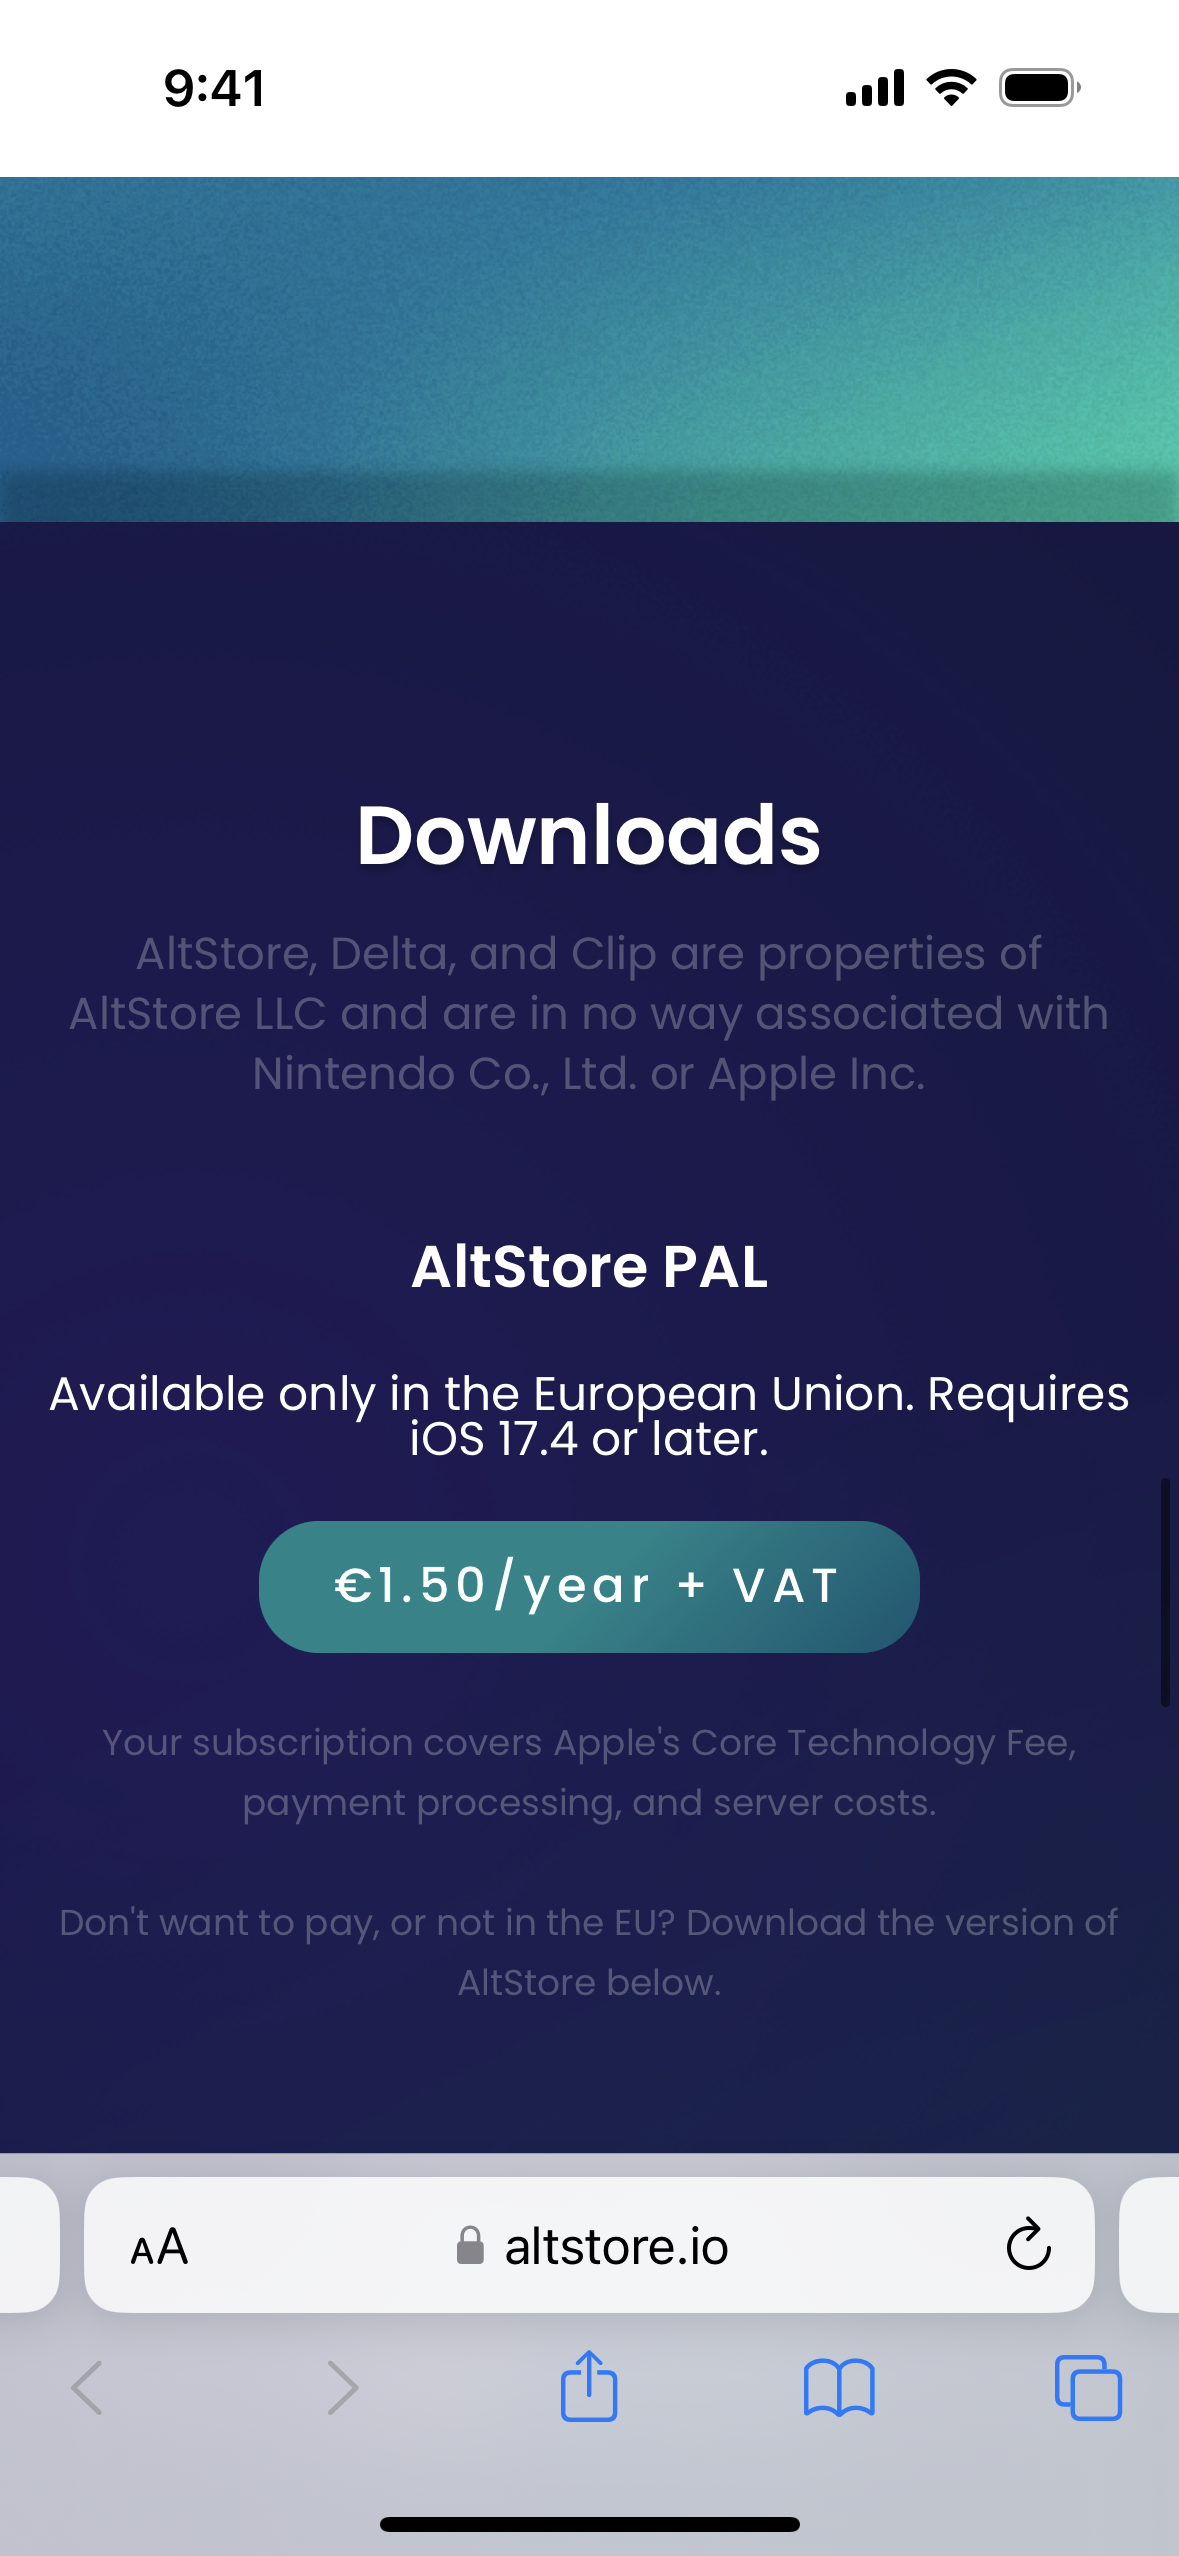 9:41
Downloads
AltStore, Delta, and Clip are properties of
AltStore LLC and are in no way associated with
Nintendo Co., Ltd. or Apple Inc.
AltStore PAL
Available only in the European Union. Requires
iOS 17.4 or later.
€1.50/year + VAT
Your subscription covers Apple's Core Technology Fee,
payment processing, and server costs.
Don't want to pay, or not in the EU? Download the version of
AltStore below.
AA altstore.io